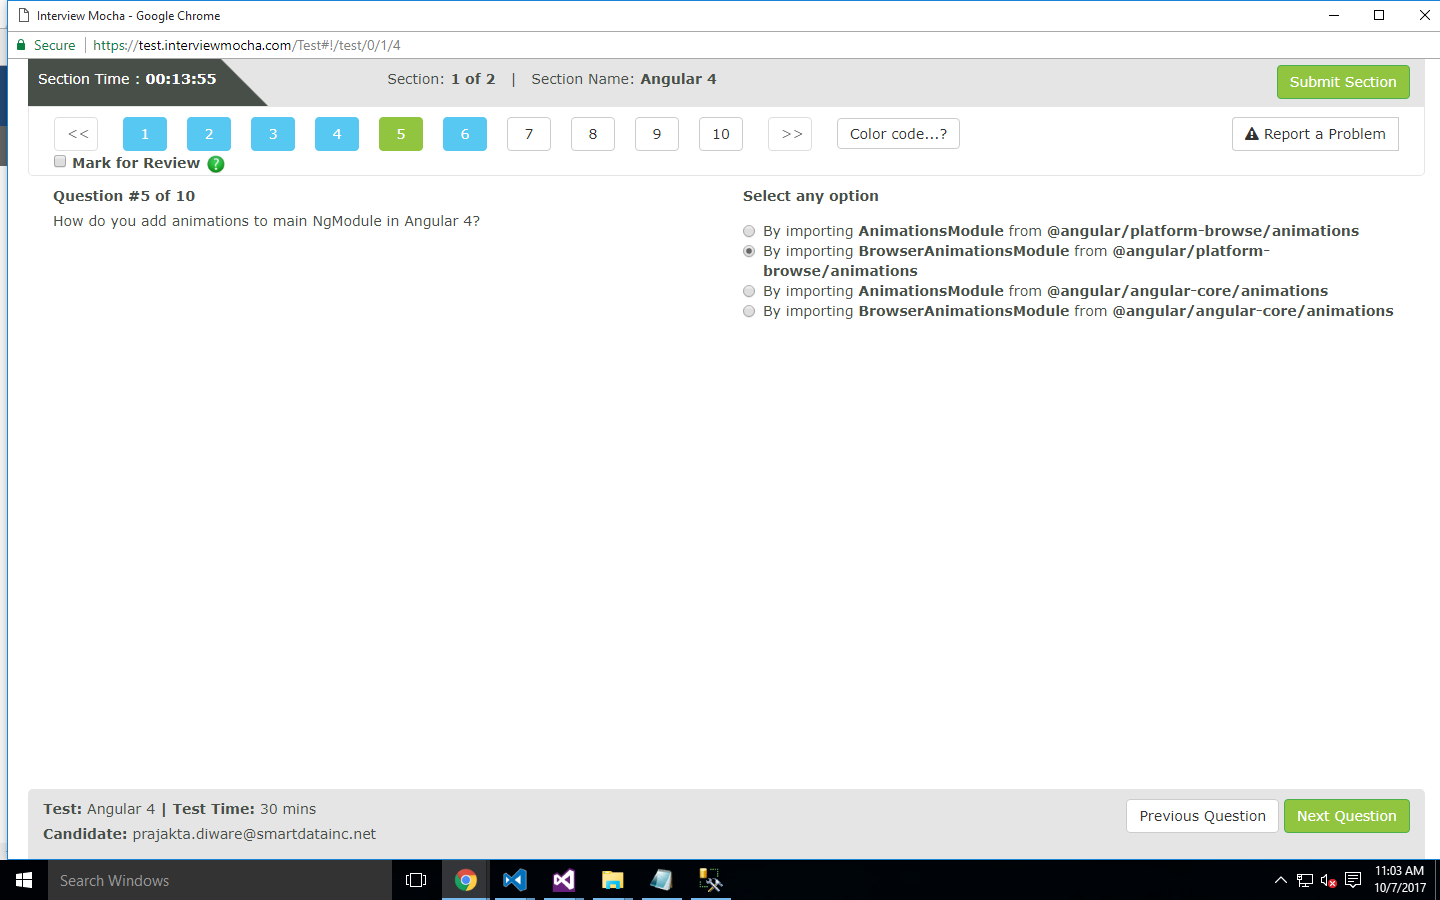 Interview Mocha - Google Chrome
Secure | https://test.interviewmocha.com/Test#!/test/0/1/4
Section Time : 00:13:55
Section: 1 of 2 | Section Name: Angular 4
Submit Section
<< 1 2 3 4 5 6 7 8 9 10 >> Color code...?
Report a Problem
Mark for Review ?
Question #5 of 10
How do you add animations to main NgModule in Angular 4?
Select any option
By importing AnimationsModule from @angular/platform-browse/animations
By importing BrowserAnimationsModule from @angular/platform-
browse/animations
By importing AnimationsModule from @angular/angular-core/animations
By importing BrowserAnimationsModule from @angular/angular-core/animations
Test: Angular 4 | Test Time: 30 mins
Candidate: prajakta.diware@smartdatainc.net
Previous Question
Next Question
Search Windows
11:03 AM
10/7/2017